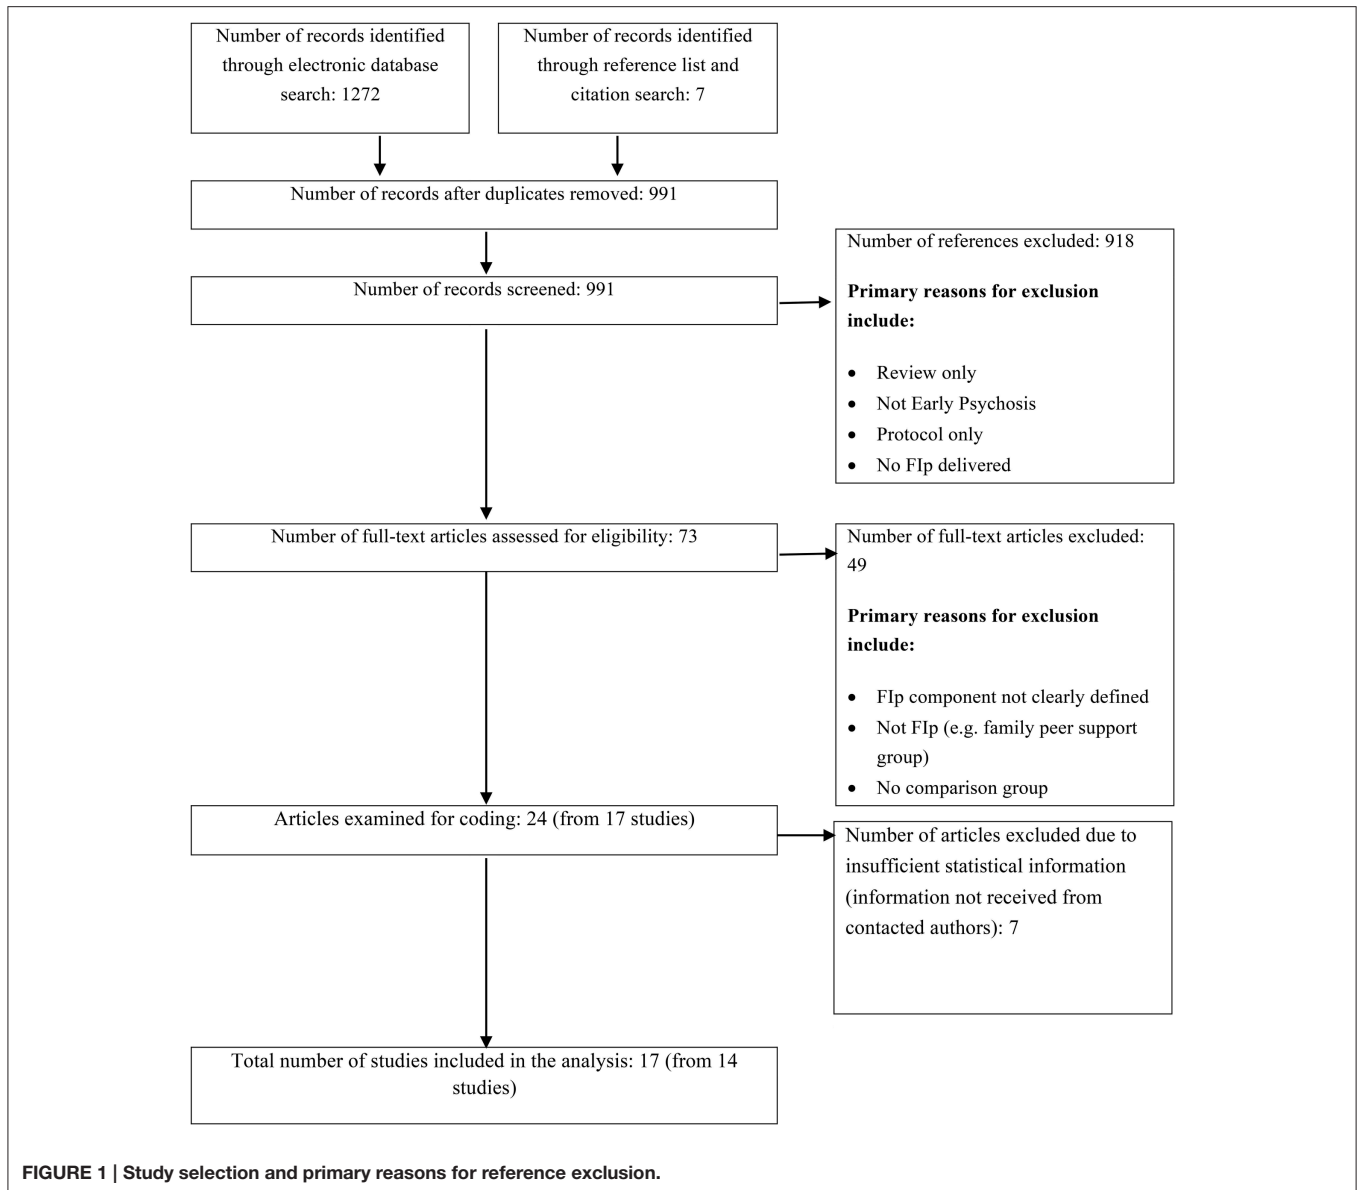 Number of records identified
through electronic database
search: 1272
Number of records identified
through reference list and
citation search: 7
Number of records after duplicates removed: 991
Number of records screened: 991
Number of references excluded: 918
Primary reasons for exclusion
include:
• Review only
• Not Early Psychosis
• Protocol only
• No FIp delivered
Number of full-text articles assessed for eligibility: 73
Number of full-text articles excluded:
49
Primary reasons for exclusion
include:
• FIp component not clearly defined
• Not FIp (e.g. family peer support
group)
• No comparison group
Articles examined for coding: 24 (from 17 studies)
Number of articles excluded due to
insufficient statistical information
(information not received from
contacted authors): 7
Total number of studies included in the analysis: 17 (from 14
studies)
FIGURE 1 | Study selection and primary reasons for reference exclusion.